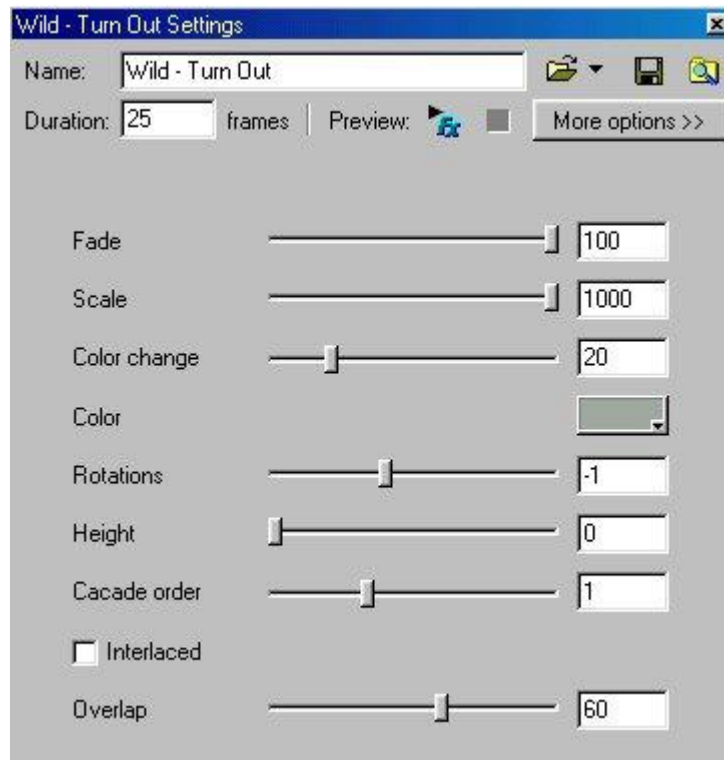 Wild - Turn Out Settings
Name: Wild - Turn Out
Duration: 25 frames Preview: Fx More options >>
Fade 100
Scale 1000
Color change 20
Color
Rotations -1
Height 0
Cacade order 1
Interlaced
Overlap 60